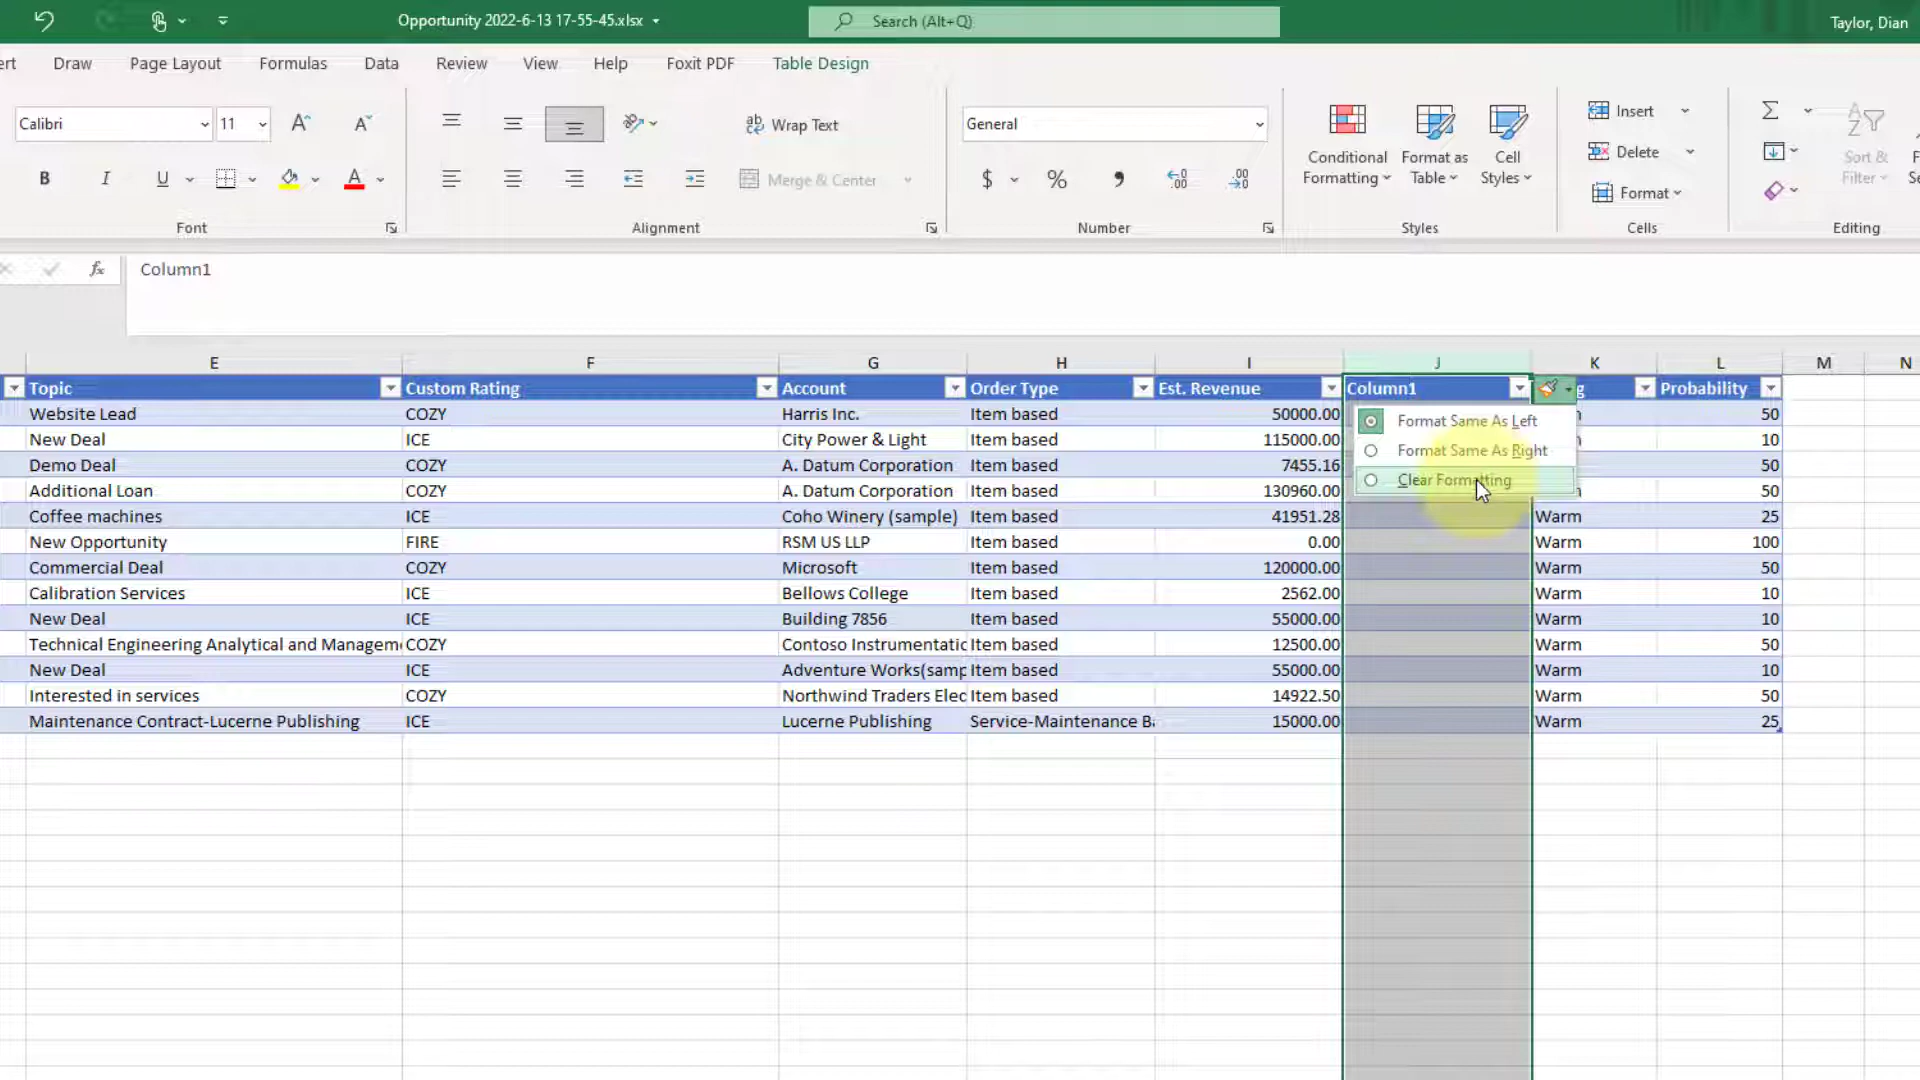 Opportunity 2022-6-13 17-55-45.xlsx
Search (Alt+Q)
Taylor, Dian
ert Draw Page Layout Formulas Data Review View Help Foxit PDF Table Design
Calibri 11
Wrap Text
General
Conditional Formatting
Format as Table
Cell Styles
Insert
Delete
Format
Sort & Filter
B I U
Merge & Center
$ % , .00
Font Alignment Number Styles Cells Editing
fx Column1
E F G H I J K L M N
Topic Custom Rating Account Order Type Est. Revenue Column1 g Probability
Website Lead COZY Harris Inc. Item based 50000.00 50
New Deal ICE City Power & Light Item based 115000.00 10
Demo Deal COZY A. Datum Corporation Item based 7455.16 50
Additional Loan COZY A. Datum Corporation Item based 130960.00 50
Format Same As Left
Format Same As Right
Clear Formatting
Coffee machines ICE Coho Winery (sample) Item based 41951.28 Warm 25
New Opportunity FIRE RSM US LLP Item based 0.00 Warm 100
Commercial Deal COZY Microsoft Item based 120000.00 Warm 50
Calibration Services ICE Bellows College Item based 2562.00 Warm 10
New Deal ICE Building 7856 Item based 55000.00 Warm 10
Technical Engineering Analytical and Managem COZY Contoso Instrumentatic Item based 12500.00 Warm 50
New Deal ICE Adventure Works(samp Item based 55000.00 Warm 10
Interested in services COZY Northwind Traders Elec Item based 14922.50 Warm 50
Maintenance Contract-Lucerne Publishing ICE Lucerne Publishing Service-Maintenance Ba 15000.00 Warm 25